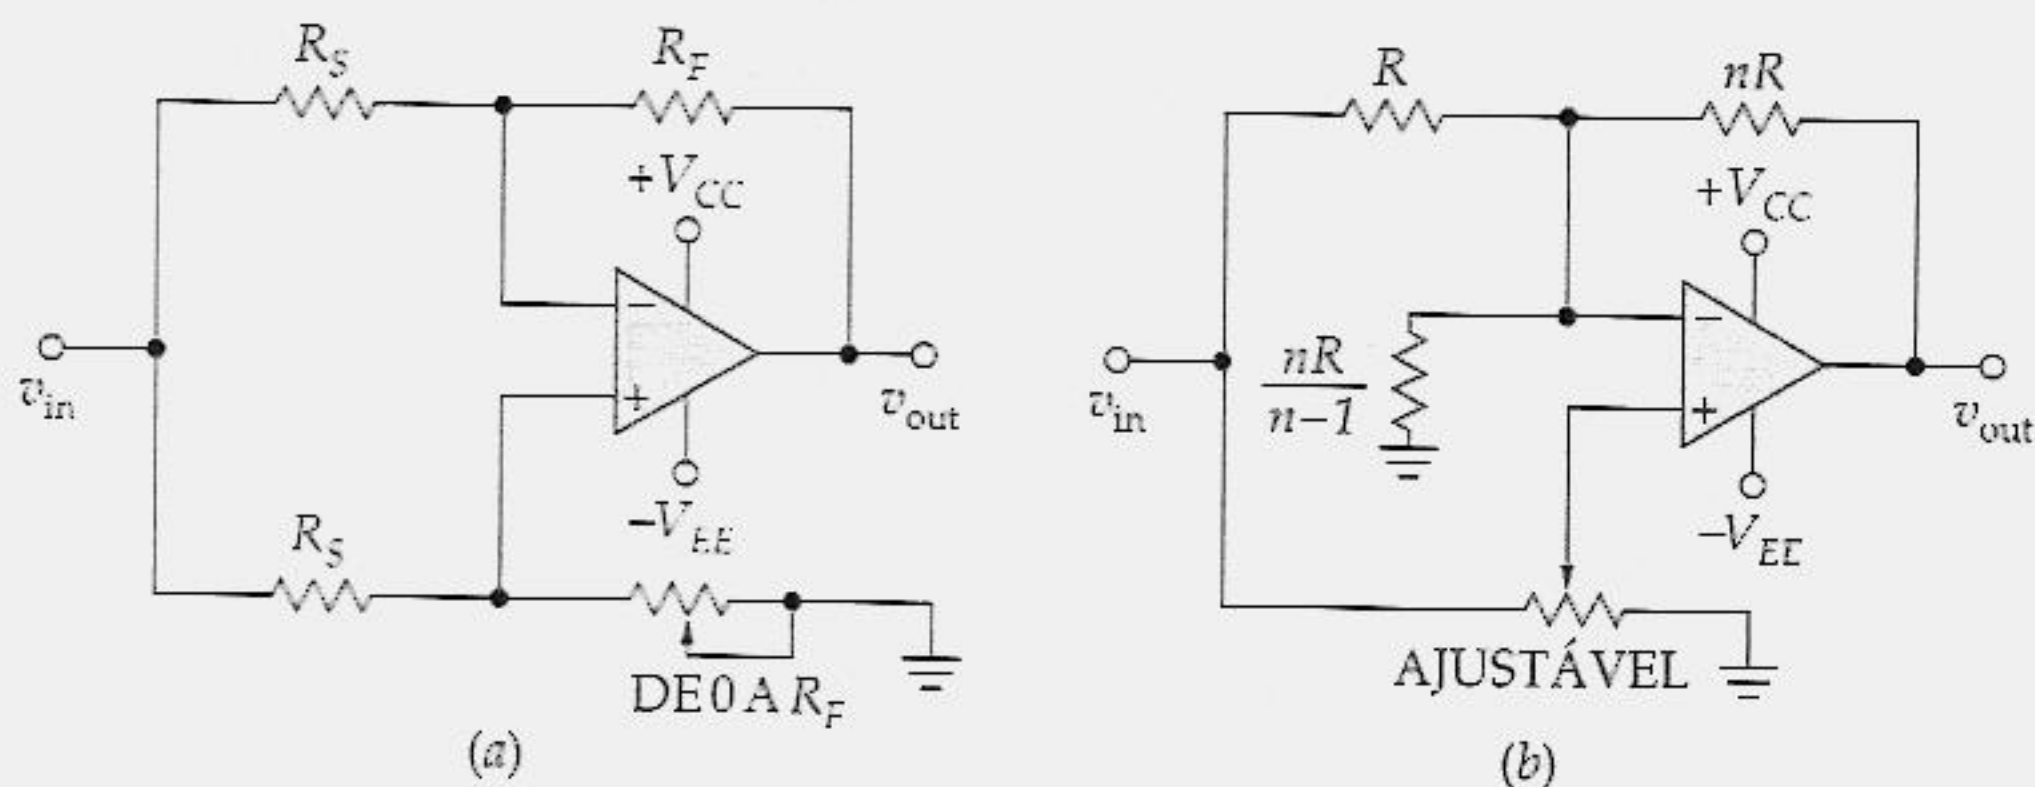 R_S
R_F
+V_CC
−
+
v_in
v_out
−V_EE
R_S
DE 0 A R_F
(a)
R
nR
+V_CC
−
nR
n−1
+
v_in
v_out
−V_EE
AJUSTÁVEL
(b)